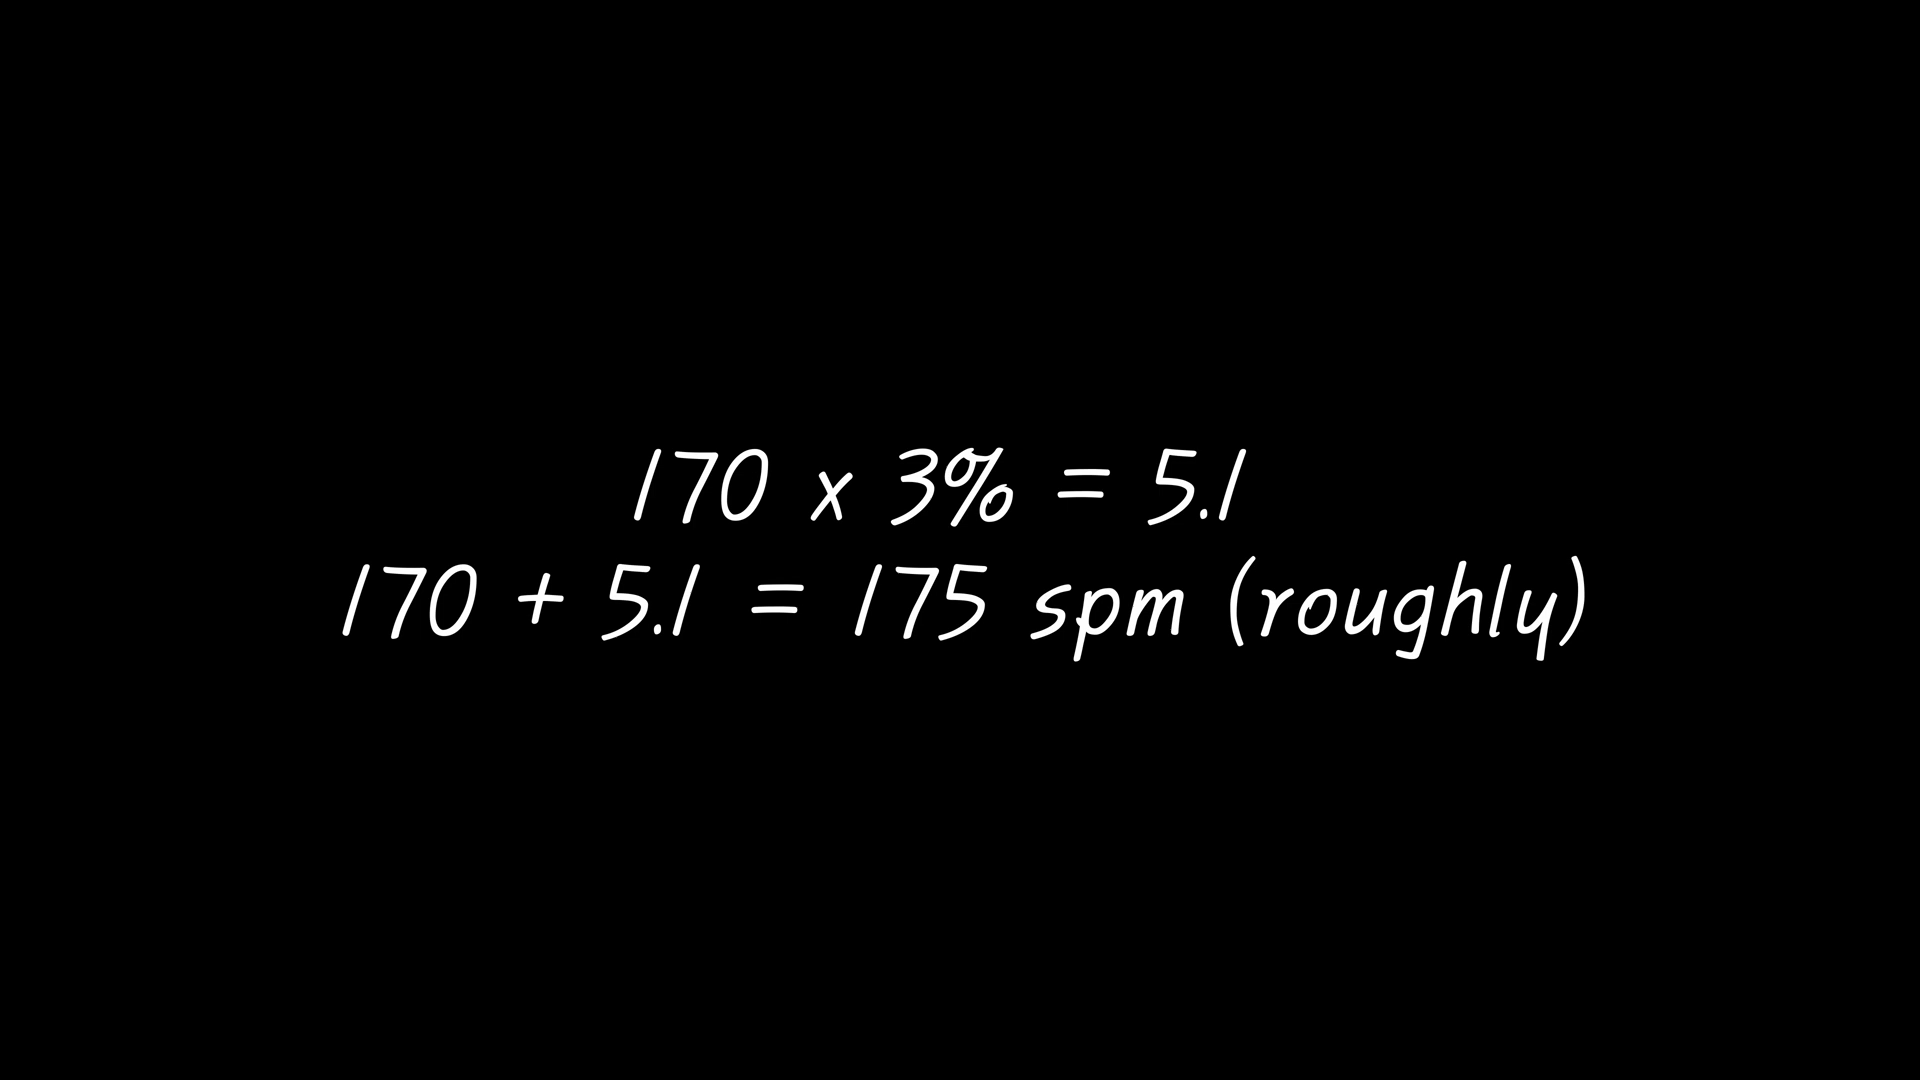 170 x 3% = 5.1
170 + 5.1 = 175 spm (roughly)